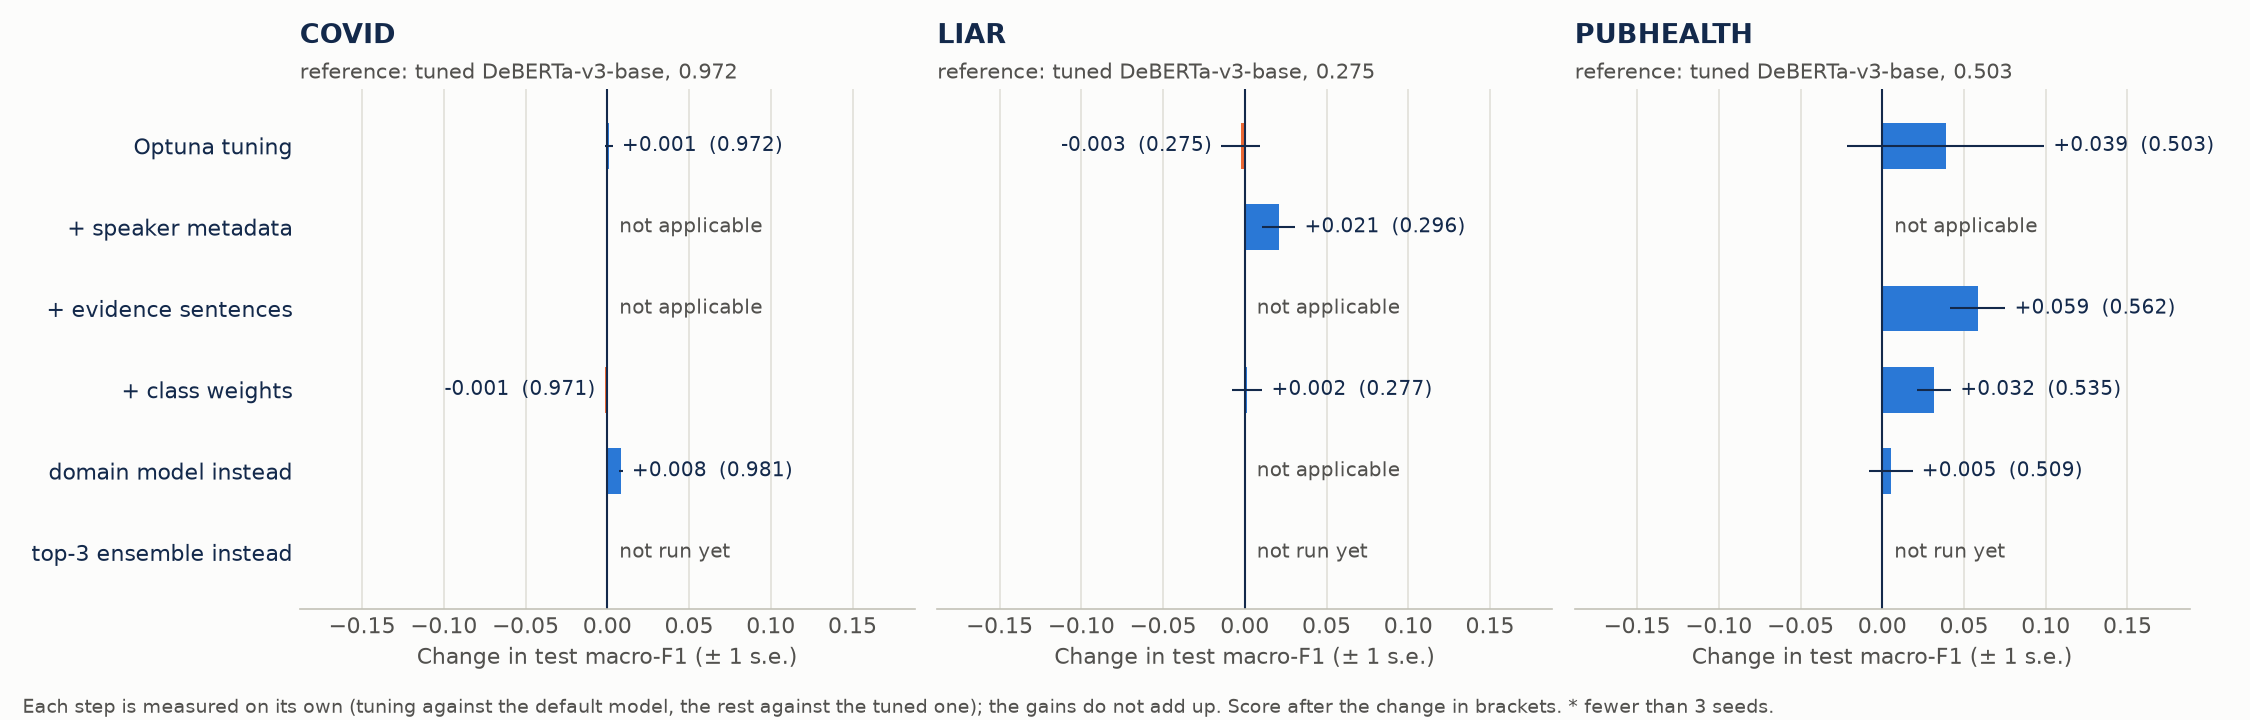 COVID
reference: tuned DeBERTa-v3-base, 0.972
LIAR
reference: tuned DeBERTa-v3-base, 0.275
PUBHEALTH
reference: tuned DeBERTa-v3-base, 0.503
Optuna tuning
+0.001 (0.972)
-0.003 (0.275)
+0.039 (0.503)
+ speaker metadata
not applicable
+0.021 (0.296)
not applicable
+ evidence sentences
not applicable
not applicable
+0.059 (0.562)
+ class weights
-0.001 (0.971)
+0.002 (0.277)
+0.032 (0.535)
domain model instead
+0.008 (0.981)
not applicable
+0.005 (0.509)
top-3 ensemble instead
not run yet
not run yet
not run yet
−0.15 −0.10 −0.05 0.00 0.05 0.10 0.15
−0.15 −0.10 −0.05 0.00 0.05 0.10 0.15
−0.15 −0.10 −0.05 0.00 0.05 0.10 0.15
Change in test macro-F1 (± 1 s.e.)
Change in test macro-F1 (± 1 s.e.)
Change in test macro-F1 (± 1 s.e.)
Each step is measured on its own (tuning against the default model, the rest against the tuned one); the gains do not add up. Score after the change in brackets. * fewer than 3 seeds.